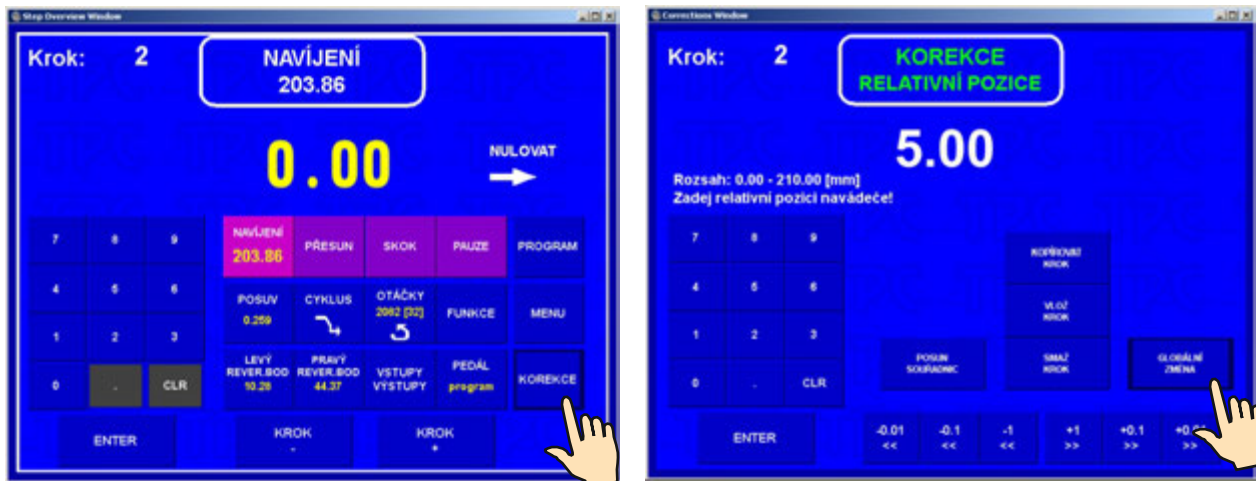 Step Overview Window
Krok: 2
NAVÍJENÍ
203.86
0.00
NULOVAT
7 8 9
4 5 6
1 2 3
0 . CLR
ENTER
NAVÍJENÍ
203.86
PŘESUN
SKOK
PAUZE
PROGRAM
POSUV
0.259
CYKLUS
OTÁČKY
2082 [32]
FUNKCE
MENU
LEVÝ
REVER.BOD
10.28
PRAVÝ
REVER.BOD
44.37
VSTUPY
VÝSTUPY
PEDÁL
program
KOREKCE
KROK
-
KROK
+
Corrections Window
Krok: 2
KOREKCE
RELATIVNÍ POZICE
5.00
Rozsah: 0.00 - 210.00 [mm]
Zadej relativní pozici navádeče!
7 8 9
4 5 6
1 2 3
0 . CLR
ENTER
KOPÍROVAT
KROK
VLOŽ
KROK
POSUN
SOUŘADNIC
SMAŽ
KROK
GLOBÁLNÍ
ZMĚNA
-0.01
<<
-0.1
<<
-1
<<
+1
>>
+0.1
>>
>>